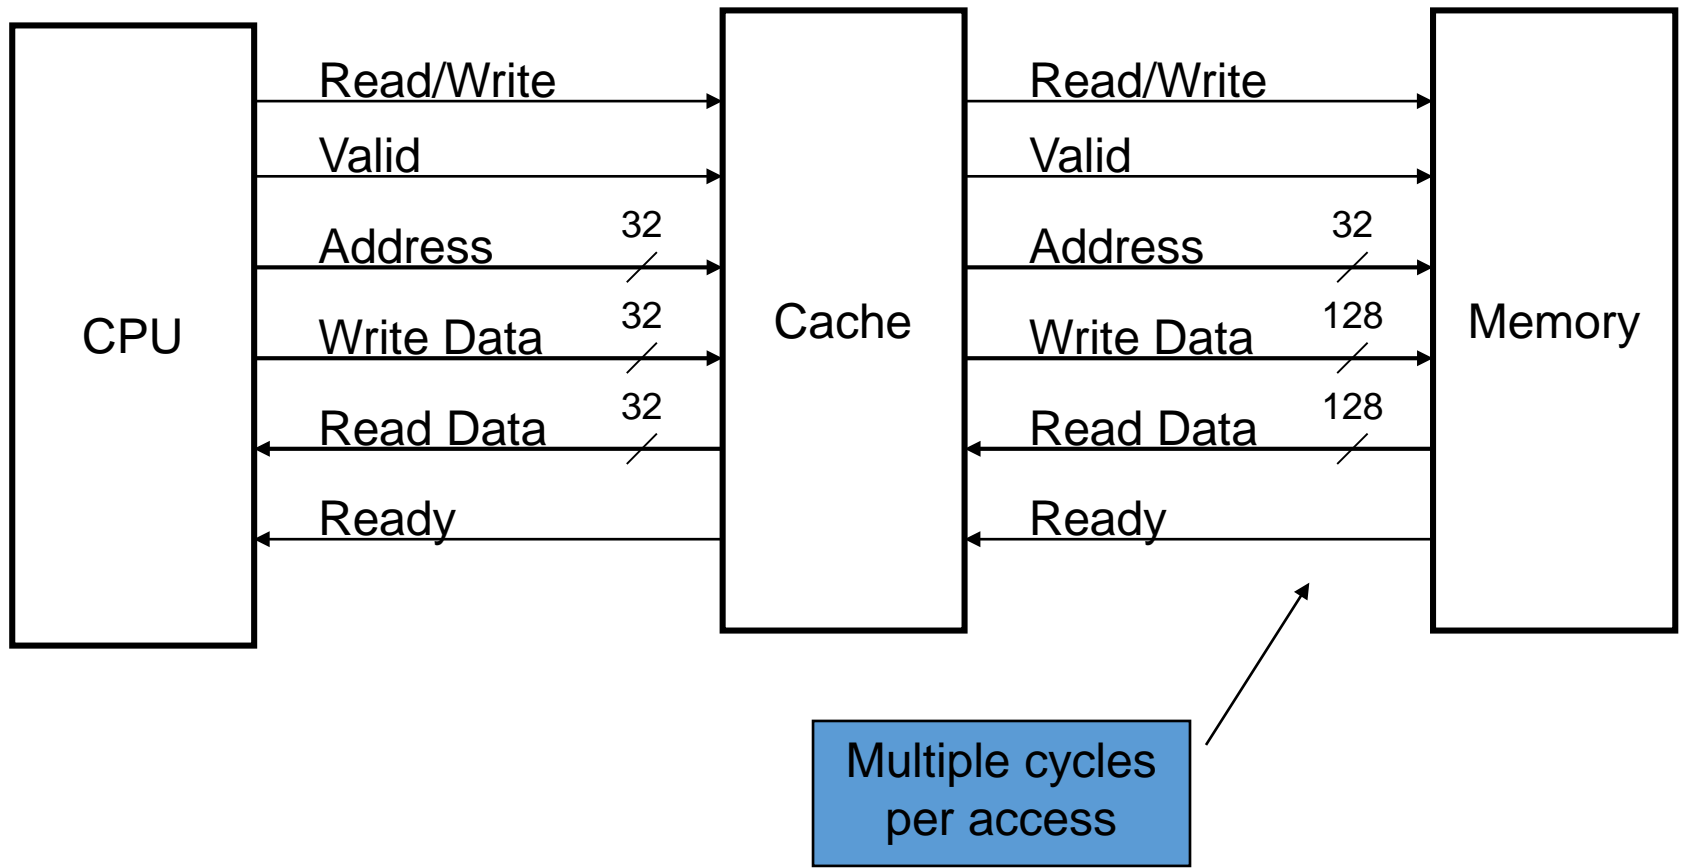 Read/Write
Read/Write
Valid
Valid
32
32
Address
Address
32
128
CPU
Write Data
Cache
Write Data
Memory
32
128
Read Data
Read Data
Ready
Ready
Multiple cycles
per access